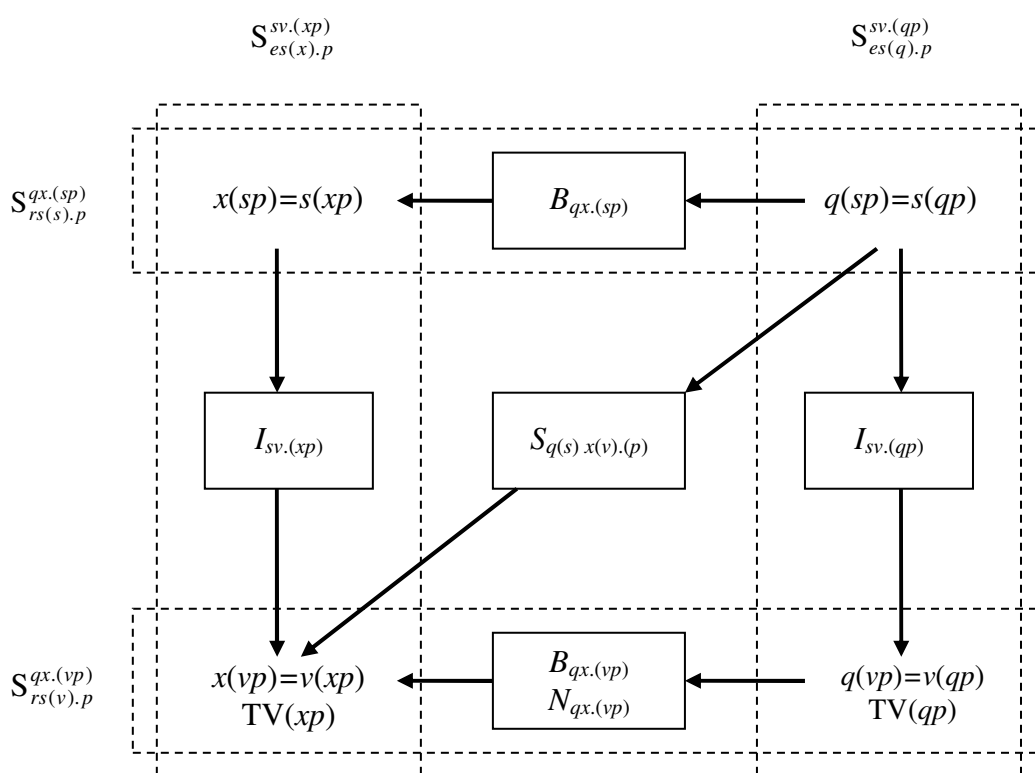 S^{sv.(xp)}_{es(x).p}
S^{sv.(qp)}_{es(q).p}
S^{qx.(sp)}_{rs(s).p}
x(sp)=s(xp)
B_{qx.(sp)}
q(sp)=s(qp)
I_{sv.(xp)}
S_{q(s) x(v).(p)}
I_{sv.(qp)}
S^{qx.(vp)}_{rs(v).p}
x(vp)=v(xp)
TV(xp)
B_{qx.(vp)}
N_{qx.(vp)}
q(vp)=v(qp)
TV(qp)